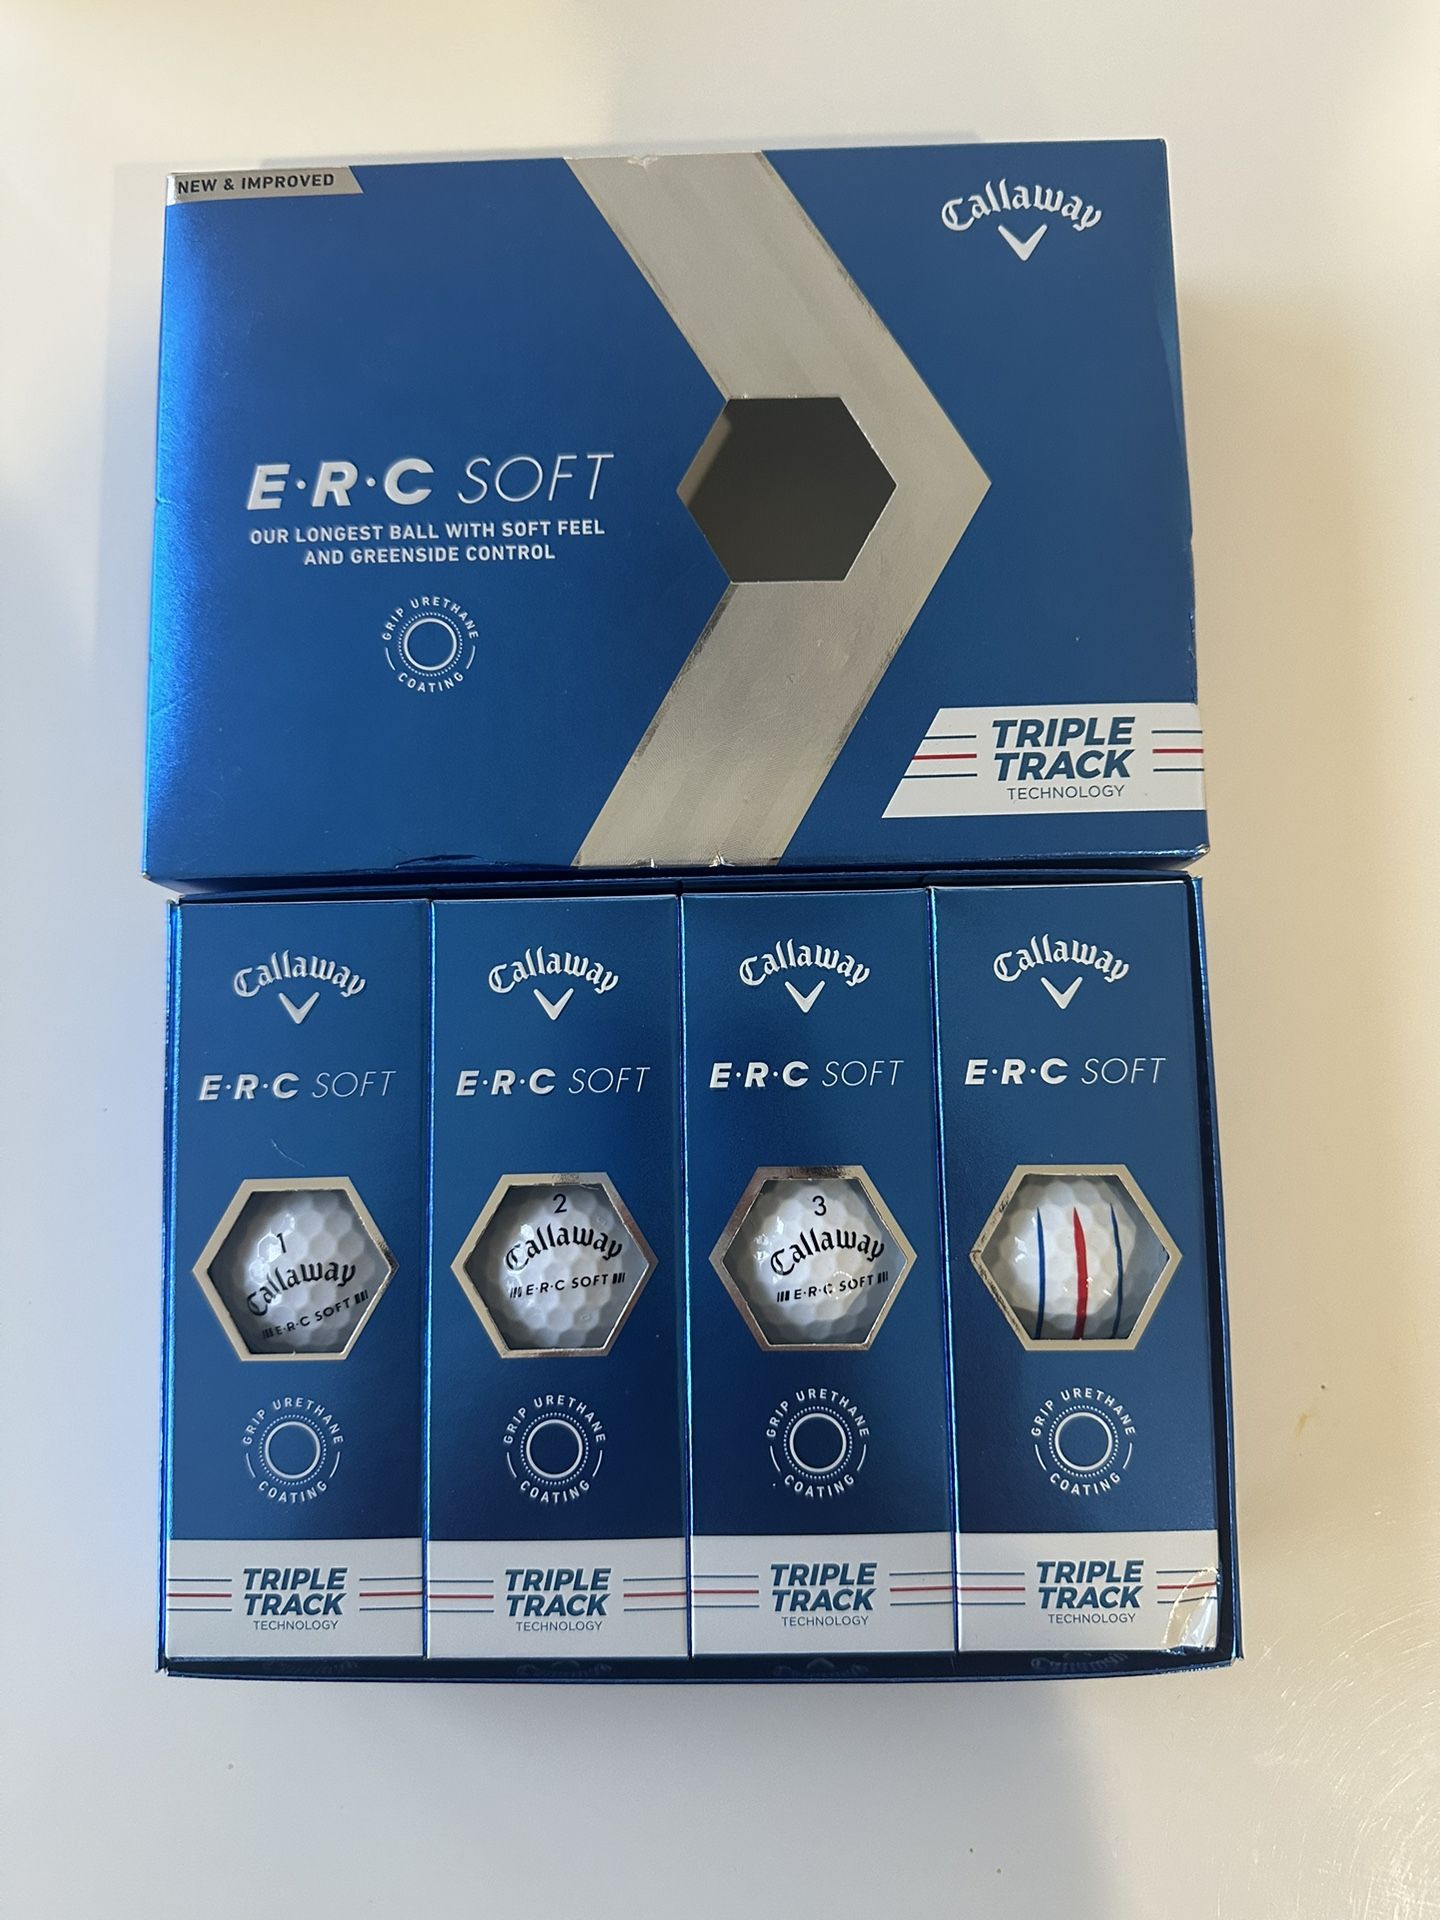 NEW & IMPROVED
Callaway
E·R·C SOFT
OUR LONGEST BALL WITH SOFT FEEL
AND GREENSIDE CONTROL
GRIP URETHANE
COATING
TRIPLE
TRACK
TECHNOLOGY
Callaway
E·R·C SOFT
1
Callaway
E·R·C SOFT
GRIP URETHANE
COATING
TRIPLE
TRACK
TECHNOLOGY
Callaway
E·R·C SOFT
2
Callaway
E·R·C SOFT
GRIP URETHANE
COATING
TRIPLE
TRACK
TECHNOLOGY
Callaway
E·R·C SOFT
3
Callaway
E·R·C SOFT
GRIP URETHANE
COATING
TRIPLE
TRACK
TECHNOLOGY
Callaway
E·R·C SOFT
GRIP URETHANE
COATING
TRIPLE
TRACK
TECHNOLOGY